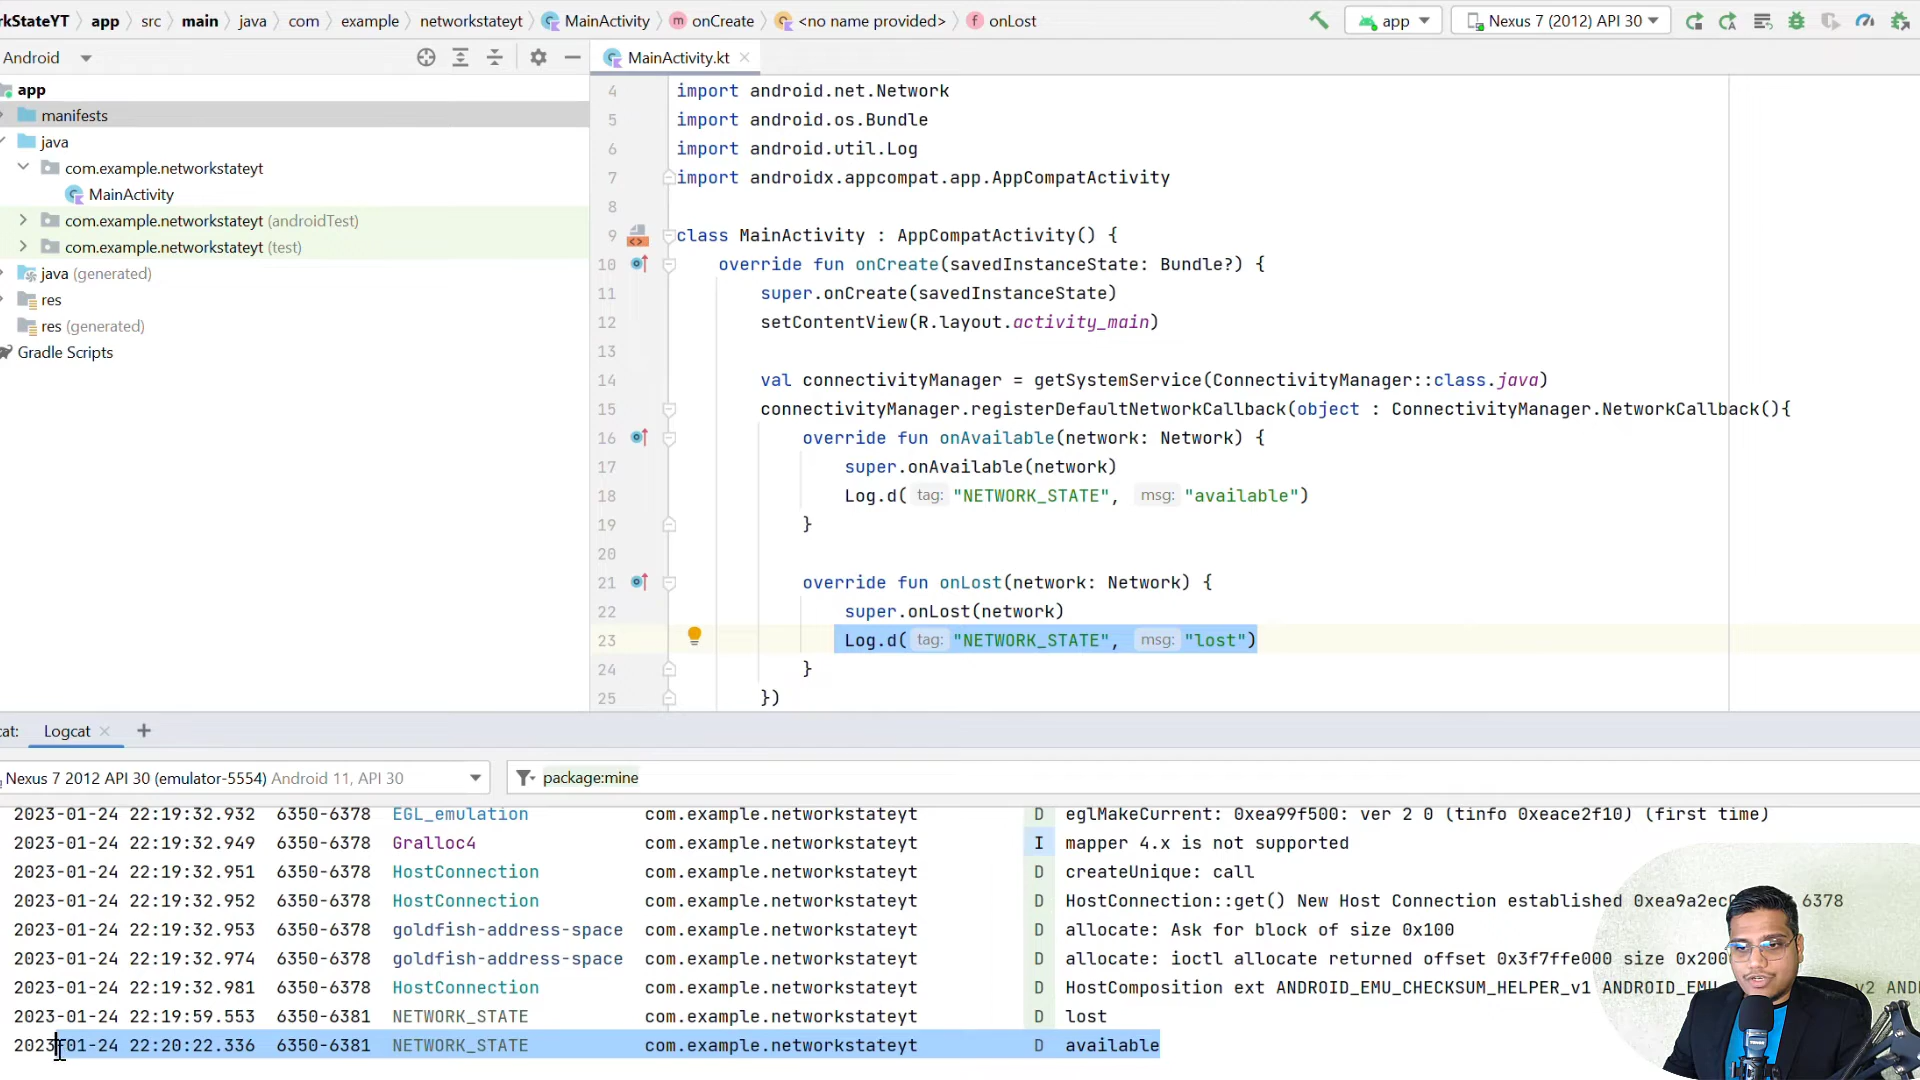 rkStateYT app src main java com example networkstateyt MainActivity onCreate <no name provided> onLost app Nexus 7 (2012) API 30
Android
MainActivity.kt
app
manifests
java
com.example.networkstateyt
MainActivity
com.example.networkstateyt (androidTest)
com.example.networkstateyt (test)
java (generated)
res
res (generated)
Gradle Scripts
4 import android.net.Network
5 import android.os.Bundle
6 import android.util.Log
7 import androidx.appcompat.app.AppCompatActivity
8
9 class MainActivity : AppCompatActivity() {
10 override fun onCreate(savedInstanceState: Bundle?) {
11 super.onCreate(savedInstanceState)
12 setContentView(R.layout.activity_main)
13
14 val connectivityManager = getSystemService(ConnectivityManager::class.java)
15 connectivityManager.registerDefaultNetworkCallback(object : ConnectivityManager.NetworkCallback(){
16 override fun onAvailable(network: Network) {
17 super.onAvailable(network)
18 Log.d( tag: "NETWORK_STATE", msg: "available")
19 }
20
21 override fun onLost(network: Network) {
22 super.onLost(network)
23 Log.d( tag: "NETWORK_STATE", msg: "lost")
24 }
25 })
cat: Logcat
Nexus 7 2012 API 30 (emulator-5554) Android 11, API 30 package:mine
2023-01-24 22:19:32.932 6350-6378 EGL_emulation com.example.networkstateyt D eglMakeCurrent: 0xea99f500: ver 2 0 (tinfo 0xeace2f10) (first time)
2023-01-24 22:19:32.949 6350-6378 Gralloc4 com.example.networkstateyt I mapper 4.x is not supported
2023-01-24 22:19:32.951 6350-6378 HostConnection com.example.networkstateyt D createUnique: call
2023-01-24 22:19:32.952 6350-6378 HostConnection com.example.networkstateyt D HostConnection::get() New Host Connection established 6378
2023-01-24 22:19:32.953 6350-6378 goldfish-address-space com.example.networkstateyt D allocate: Ask for block of size 0x100
2023-01-24 22:19:32.974 6350-6378 goldfish-address-space com.example.networkstateyt D allocate: ioctl allocate returned offset 0x3f7ffe000 size
2023-01-24 22:19:32.981 6350-6378 HostConnection com.example.networkstateyt D HostComposition ext ANDROID_EMU_CHECKSUM_HELPER_v1
2023-01-24 22:19:59.553 6350-6381 NETWORK_STATE com.example.networkstateyt D lost
2023-01-24 22:20:22.336 6350-6381 NETWORK_STATE com.example.networkstateyt D available